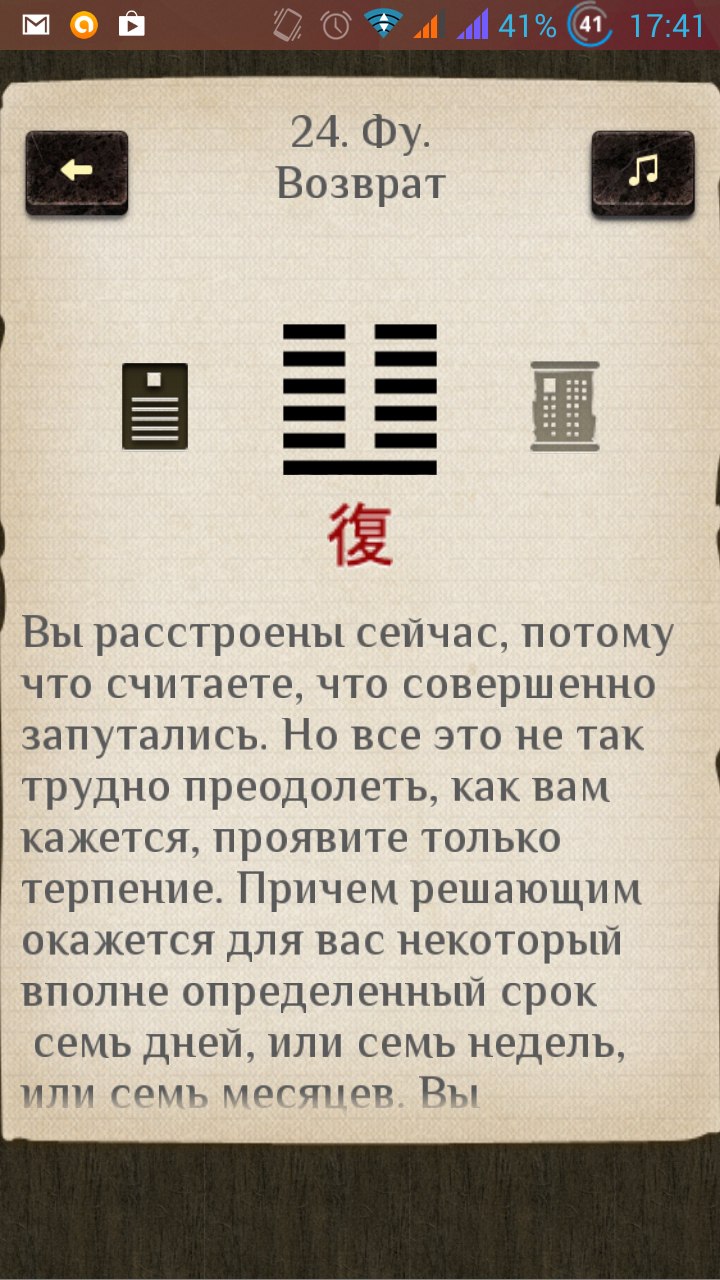 41% 41 17:41
24. Фу.
Возврат
復
Вы расстроены сейчас, потому
что считаете, что совершенно
запутались. Но все это не так
трудно преодолеть, как вам
кажется, проявите только
терпение. Причем решающим
окажется для вас некоторый
вполне определенный срок
семь дней, или семь недель,
или семь месяцев. Вы